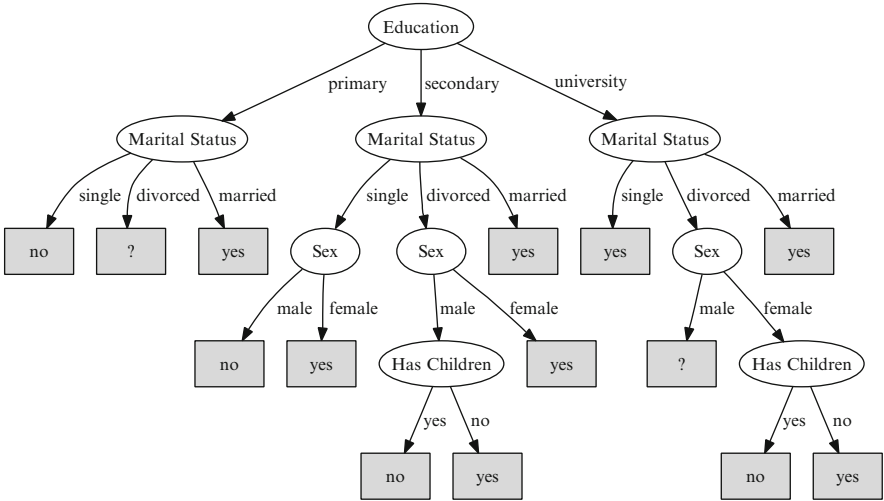 Education
primary secondary university
Marital Status Marital Status Marital Status
single divorced married single divorced married single divorced married
no ? yes Sex Sex yes yes Sex yes
male female male female male female
no yes Has Children yes ? Has Children
yes no yes no
no yes no yes